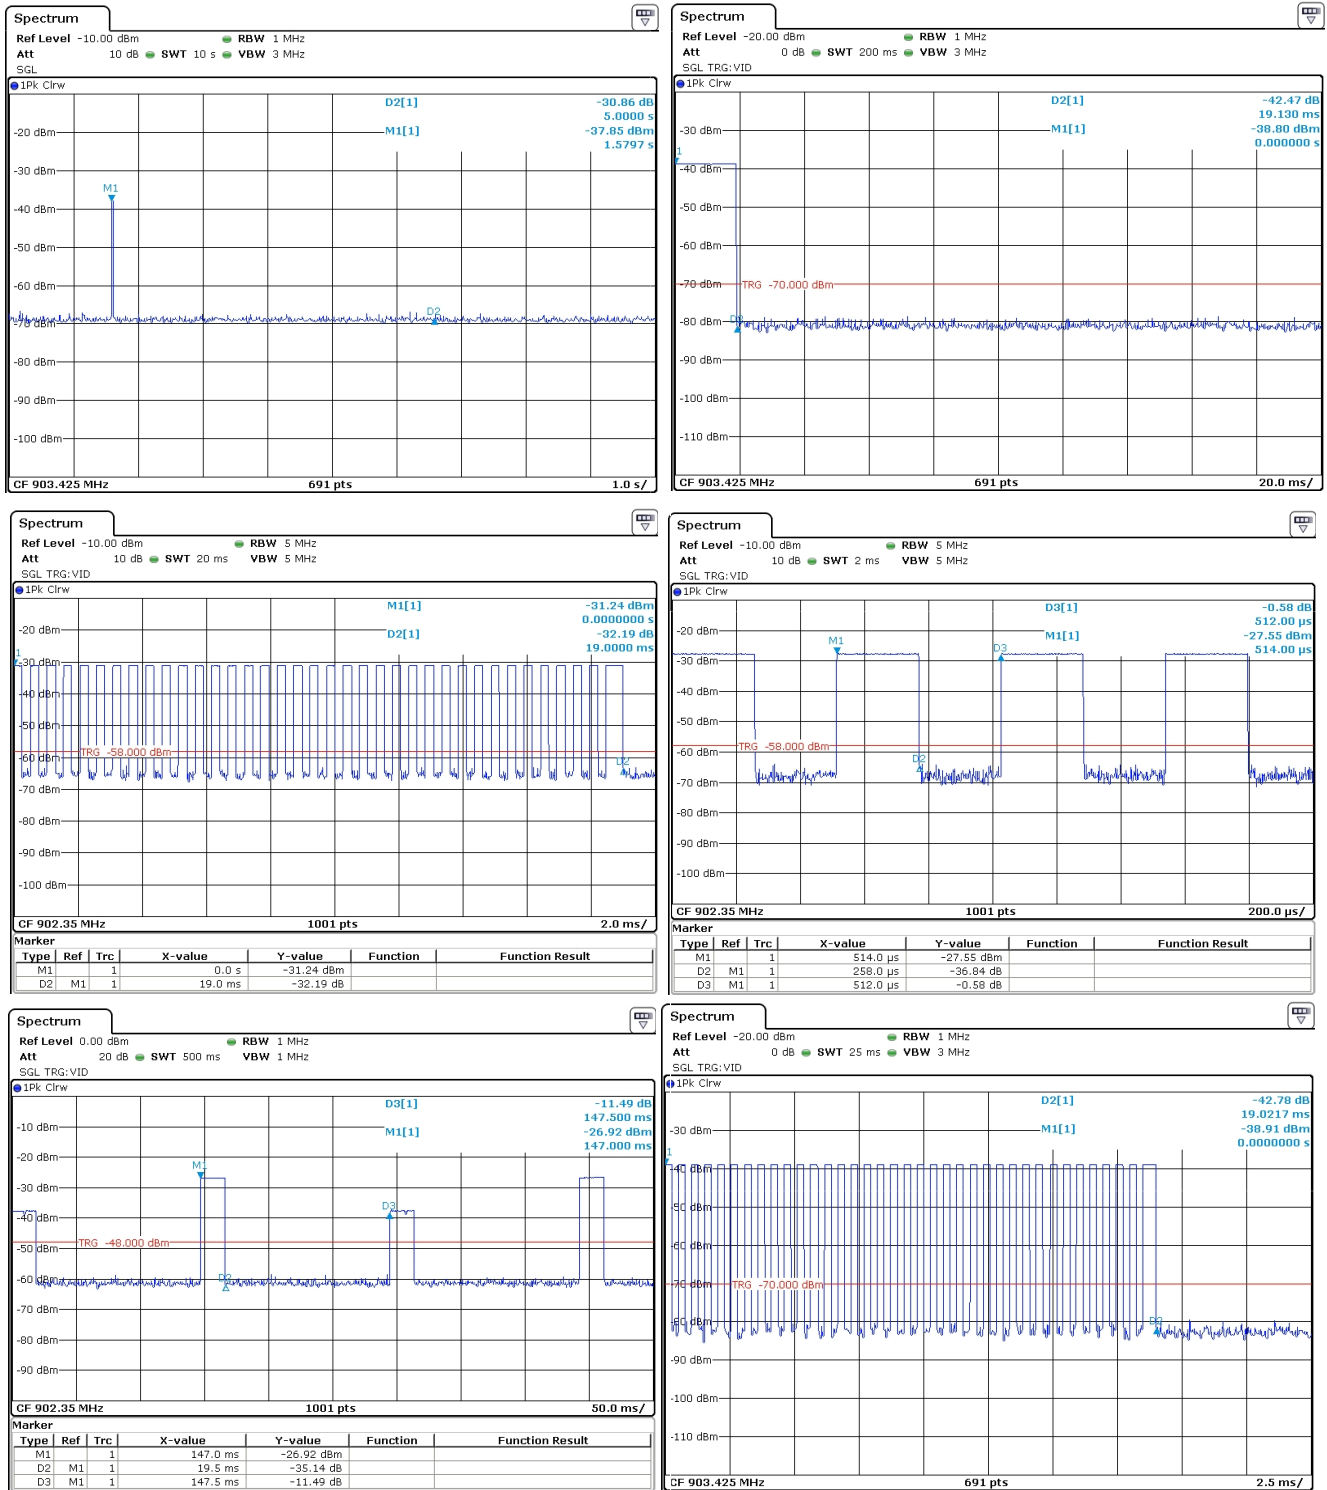 Spectrum
Ref Level -10.00 dBm RBW 1 MHz
Att 10 dB SWT 10 s VBW 3 MHz
SGL
1Pk Clrw
D2[1] -30.86 dB
5.0000 s
M1[1] -37.85 dBm
1.5797 s
-20 dBm
-30 dBm
M1
-40 dBm
-50 dBm
-60 dBm
D2
-70 dBm
-80 dBm
-90 dBm
-100 dBm
CF 903.425 MHz 691 pts 1.0 s/
Spectrum
Ref Level -20.00 dBm RBW 1 MHz
Att 0 dB SWT 200 ms VBW 3 MHz
SGL TRG:VID
1Pk Clrw
D2[1] -42.47 dB
19.130 ms
M1[1] -38.80 dBm
0.000000 s
-30 dBm
1
-40 dBm
-50 dBm
-60 dBm
-70 dBm TRG -70.000 dBm
-80 dBm D2
-90 dBm
-100 dBm
-110 dBm
CF 903.425 MHz 691 pts 20.0 ms/
Spectrum
Ref Level -10.00 dBm RBW 5 MHz
Att 10 dB SWT 20 ms VBW 5 MHz
SGL TRG:VID
1Pk Clrw
M1[1] -31.24 dBm
0.0000000 s
D2[1] -32.19 dB
19.0000 ms
-20 dBm
1
-30 dBm
-40 dBm
-50 dBm
TRG -58.000 dBm
-60 dBm D2
-70 dBm
-80 dBm
-90 dBm
-100 dBm
CF 902.35 MHz 1001 pts 2.0 ms/
Marker
Type Ref Trc X-value Y-value Function Function Result
M1 1 0.0 s -31.24 dBm
D2 M1 1 19.0 ms -32.19 dB
Spectrum
Ref Level -10.00 dBm RBW 5 MHz
Att 10 dB SWT 2 ms VBW 5 MHz
SGL TRG:VID
1Pk Clrw
D3[1] -0.58 dB
512.00 µs
M1[1] -27.55 dBm
514.00 µs
-20 dBm
M1 D3
-30 dBm
-40 dBm
-50 dBm
TRG -58.000 dBm
-60 dBm D2
-70 dBm
-80 dBm
-90 dBm
-100 dBm
CF 902.35 MHz 1001 pts 200.0 µs/
Marker
Type Ref Trc X-value Y-value Function Function Result
M1 1 514.0 µs -27.55 dBm
D2 M1 1 258.0 µs -36.84 dB
D3 M1 1 512.0 µs -0.58 dB
Spectrum
Ref Level 0.00 dBm RBW 1 MHz
Att 20 dB SWT 500 ms VBW 1 MHz
SGL TRG:VID
1Pk Clrw
D3[1] -11.49 dB
147.500 ms
M1[1] -26.92 dBm
147.000 ms
-10 dBm
-20 dBm
M1
-30 dBm
D3
-40 dBm
TRG -48.000 dBm
-50 dBm
-60 dBm D2
-70 dBm
-80 dBm
-90 dBm
CF 902.35 MHz 1001 pts 50.0 ms/
Marker
Type Ref Trc X-value Y-value Function Function Result
M1 1 147.0 ms -26.92 dBm
D2 M1 1 19.5 ms -35.14 dB
D3 M1 1 147.5 ms -11.49 dB
Spectrum
Ref Level -20.00 dBm RBW 1 MHz
Att 0 dB SWT 25 ms VBW 3 MHz
SGL TRG:VID
1Pk Clrw
D2[1] -42.78 dB
19.0217 ms
M1[1] -38.91 dBm
0.0000000 s
-30 dBm
1
-40 dBm
-50 dBm
-60 dBm
-70 dBm TRG -70.000 dBm
-80 dBm D2
-90 dBm
-100 dBm
-110 dBm
CF 903.425 MHz 691 pts 2.5 ms/